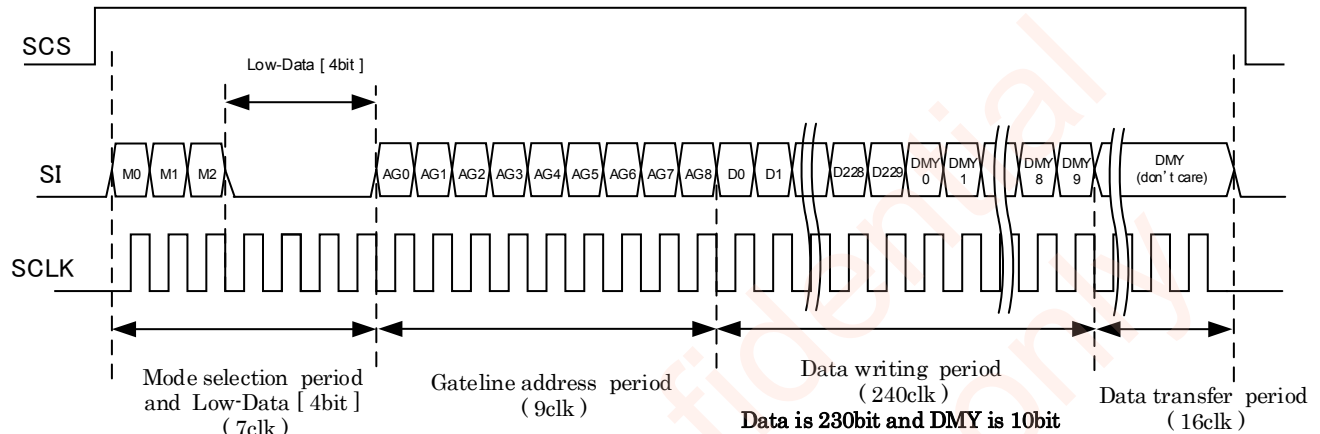 SCS
Low-Data [ 4bit ]
SI
M0 M1 M2 AG0 AG1 AG2 AG3 AG4 AG5 AG6 AG7 AG8 D0 D1 D228 D229 DMY 0 DMY 1 DMY 8 DMY 9 DMY (don't care)
SCLK
Mode selection period
and Low-Data [ 4bit ]
( 7clk )
Gateline address period
( 9clk )
Data writing period
( 240clk )
Data is 230bit and DMY is 10bit
Data transfer period
( 16clk )
fidential
only